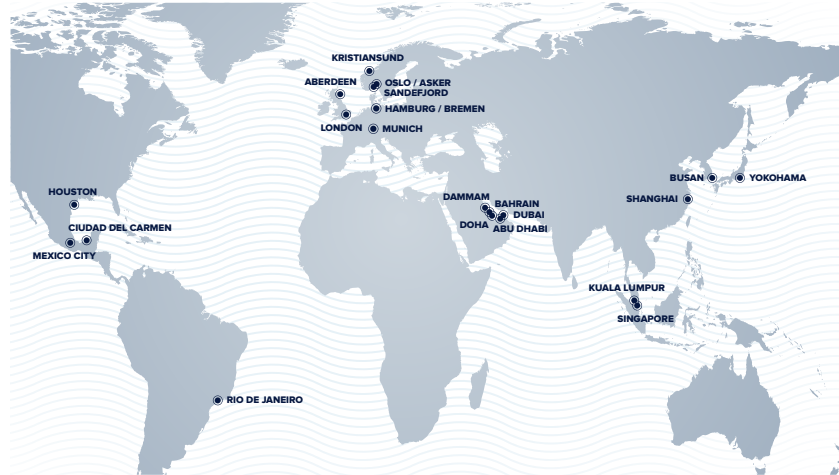 KRISTIANSUND
ABERDEEN
OSLO / ASKER
SANDEFJORD
HAMBURG / BREMEN
LONDON
MUNICH
BUSAN
YOKOHAMA
HOUSTON
DAMMAM
BAHRAIN
SHANGHAI
DUBAI
DOHA
ABU DHABI
CIUDAD DEL CARMEN
MEXICO CITY
KUALA LUMPUR
SINGAPORE
RIO DE JANEIRO